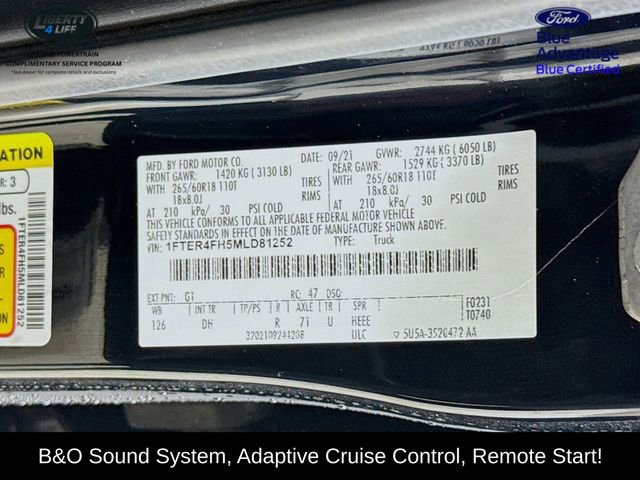 LIBERTY
4 LIFE
LIFETIME POWERTRAIN
COMPLIMENTARY SERVICE PROGRAM
*See dealer for complete details and exclusions
Ford
Blue
Advantage
Blue Certified
MFD. BY FORD MOTOR CO.
09/21
GVWR: 2744 KG ( 6050 LB)
FRONT GAWR: 1420 KG ( 3130 LB)
REAR GAWR: 1529 KG ( 3370 LB)
WITH 265/60R18 110T TIRES
WITH 265/60R18 110T TIRES
18x8.0J RIMS
18x8.0J RIMS
AT 210 kPa/ 30 PSI COLD
AT 210 kPa/ 30
THIS VEHICLE CONFORMS TO ALL APPLICABLE FEDERAL MOTOR VEHICLE
SAFETY STANDARDS IN EFFECT ON THE DATE OF MANUFACTURE SHOWN ABOVE.
VIN: 1FTER4FH5MLD81252
TYPE: Truck
EXT PNT: G1 RC: 47 DSO:
WB INT TR TP/PS R AXLE TR SPR
126 DH R 71 U HEEE
F0231
T0740
3702109244208
ULC
5U5A-3520472 AA
R: 3
lbs.
1FTER4FH5MLD81252
B&O Sound System, Adaptive Cruise Control, Remote Start!